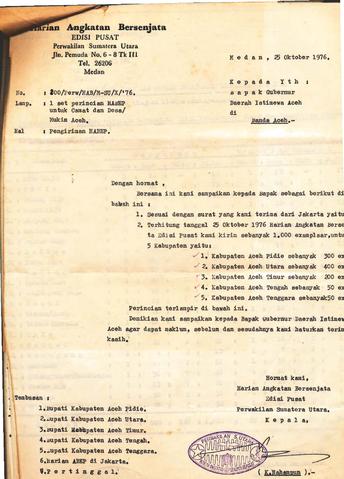 Harian Angkatan Bersenjata
EDISI PUSAT
Perwakilan Sumatera Utara
Jln. Pemuda No. 6 - 8 Tk III
Tel. 26206
Medan
Medan, 25 Oktober 1976.
Kepada Yth :
Bapak Gubernur
Daerah Istimewa Aceh
di
Banda Aceh.-
No. : 200/Perw/HAB/M-SU/X/'76.
Lamp. : 1 set perincian HABEP
untuk Camat dan Desa/
Mukim Aceh.
Hal : Pengiriman HABEP.
Dengan hormat ,
Bersama ini kami sampaikan kepada Bapak sebagai berikut di
bawah ini :
1. Sesuai dengan surat yang kami terima dari Jakarta yaitu
2. Terhitung tanggal 25 Oktober 1976 Harian Angkatan Berse
ta Edisi Pusat kami kirim sebanyak 1.000 examplaar,untu
5 Kabupaten yaitu:
1. Kabupaten Aceh Pidie sebanyak 300 ex
2. Kabupaten Aceh Utara sebanyak 400 ex
3. Kabupaten Aceh Timur sebanyak 200 ex
4. Kabupaten Aceh Tengah sebanyak 50 ex
5. Kabupaten Aceh Tenggara sebanyak50 ex
Perincian terlampir di bawah ini.
Demikian kami sampaikan kepada Bapak Gubernur Daerah Istimew
Aceh agar dapat maklum, sebelum dan sesudahnya kami haturkan terim
kasih.
Hormat kami,
Harian Angkatan Bersenjata
Edisi Pusat
Perwakilan Sumatera Utara.
Kepala.
Tembusan :
1.Bupati Kabupaten Aceh Pidie.
2.Bupati Kabupaten Aceh Utara.
3.Bupati Kabupaten Aceh Timur.
4.Bupati Kabupaten Aceh Tengah.
5.Bupati Kabupaten Aceh Tenggara.
6.Harian ABEP di Jakarta.
Pertinggal.
PERWAKILAN S.UTARA